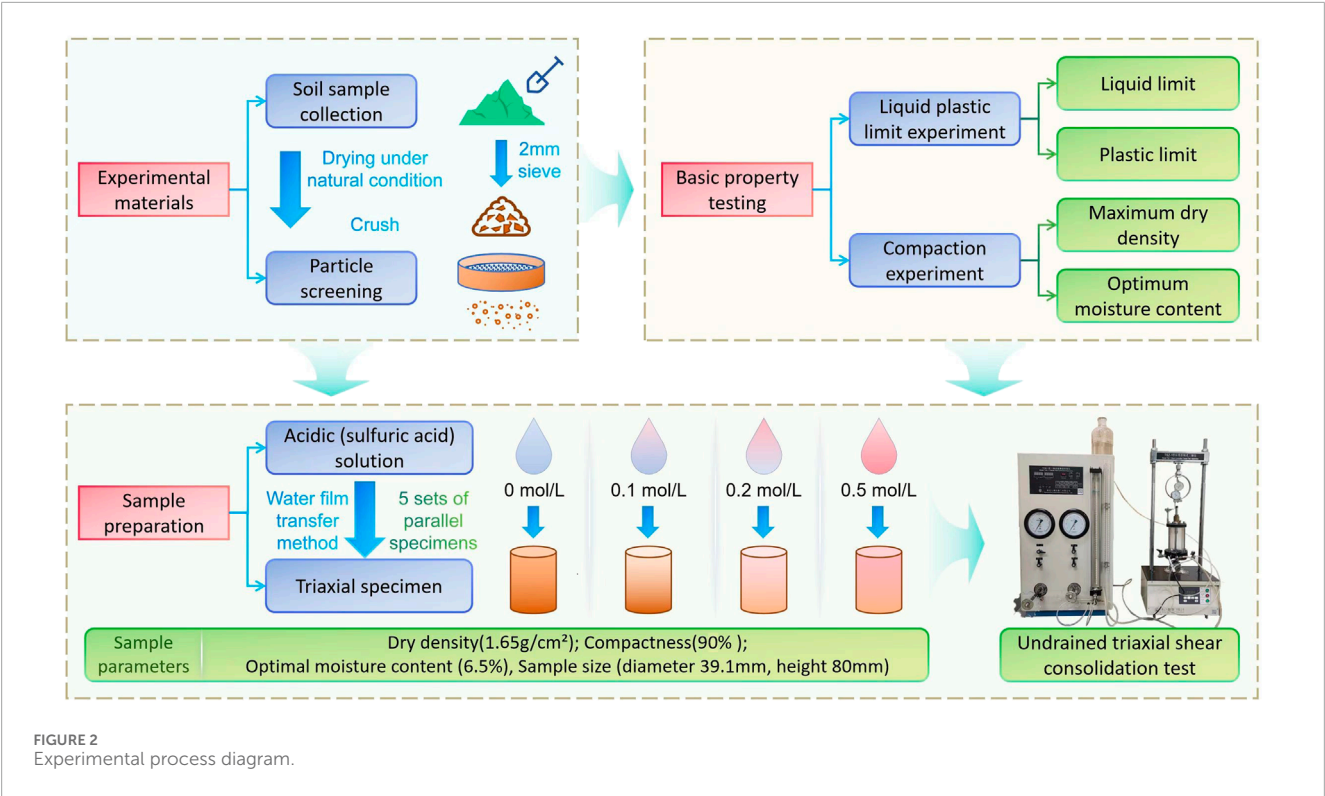 Experimental
materials
Soil sample
collection
Drying under
natural condition
Crush
Particle
screening
2mm
sieve
Basic property
testing
Liquid plastic
limit experiment
Compaction
experiment
Liquid limit
Plastic limit
Maximum dry
density
Optimum
moisture content
Sample
preparation
Acidic (sulfuric acid)
solution
Water film
transfer
method
5 sets of
parallel
specimens
Triaxial specimen
0 mol/L
0.1 mol/L
0.2 mol/L
0.5 mol/L
Sample
parameters
Dry density(1.65g/cm²); Compactness(90% );
Optimal moisture content (6.5%), Sample size (diameter 39.1mm, height 80mm)
Undrained triaxial shear
consolidation test
FIGURE 2
Experimental process diagram.